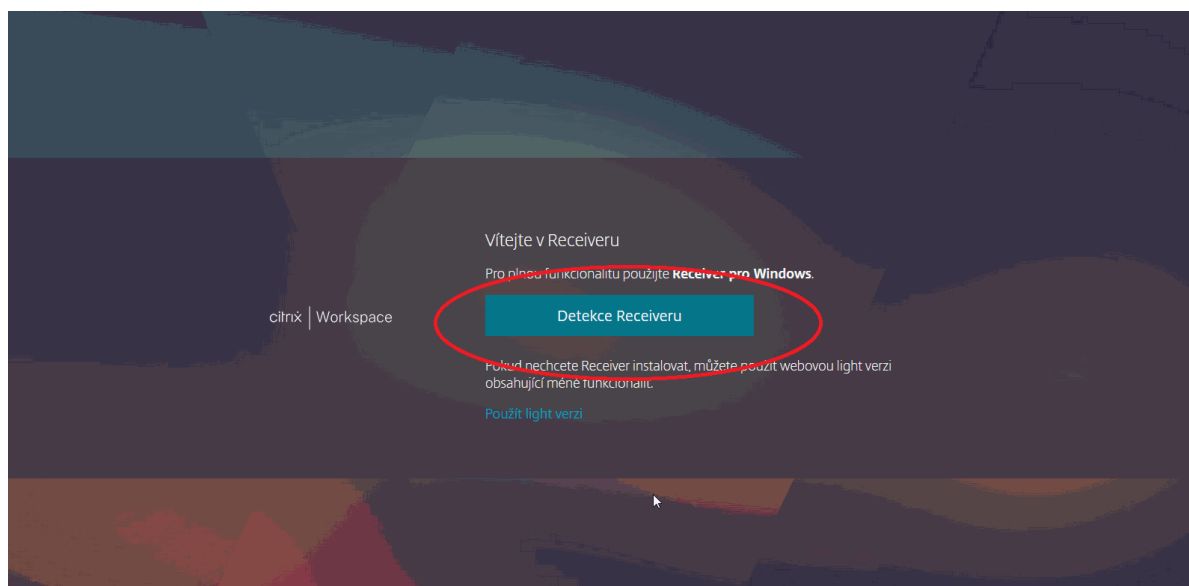 Vítejte v Receiveru
Pro plnou funkcionalitu použijte Receiver pro Windows.
citrix | Workspace
Detekce Receiveru
Pokud nechcete Receiver instalovat, můžete použít webovou light verzi
obsahující méně funkcionalit.
Použít light verzi